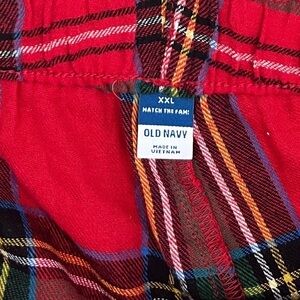 XXL
MATCH THE FAM!
OLD NAVY
MADE IN
VIETNAM